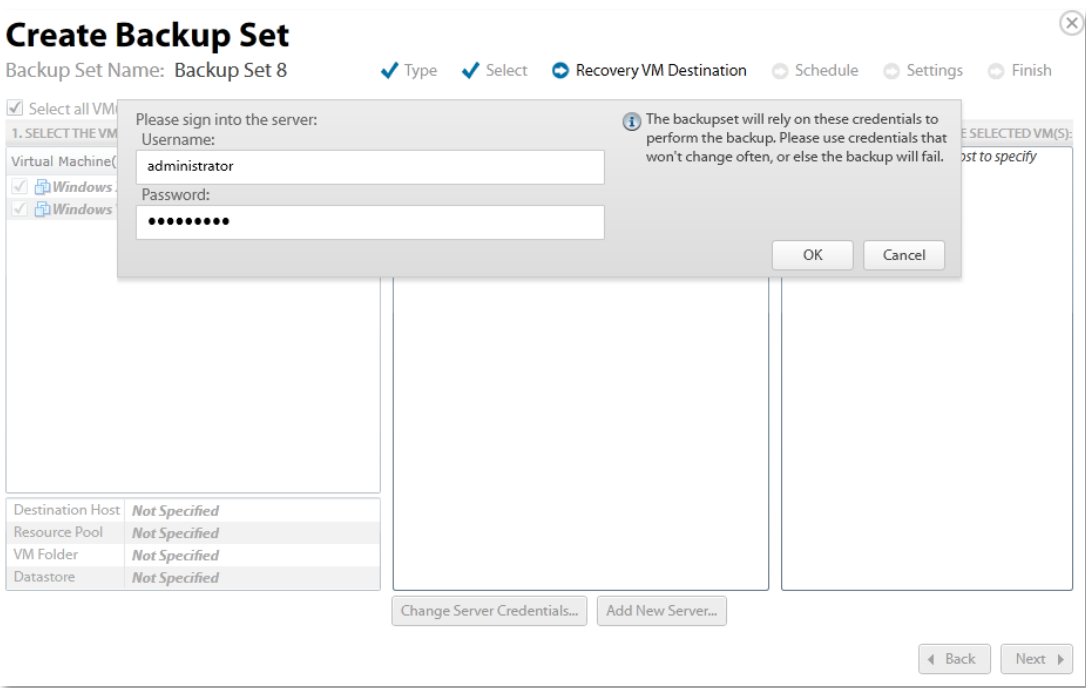 Create Backup Set
Backup Set Name: Backup Set 8
Type
Select
Recovery VM Destination
Schedule
Settings
Finish
Select all
1. SELECT THE
Virtual
Windows
Windows
Please sign into the server:
Username:
administrator
Password:
•••••••••
The backupset will rely on these credentials to
perform the backup. Please use credentials that
won't change often, or else the backup will fail.
OK
Cancel
SELECTED VM(S):
to specify
Destination Host Not Specified
Resource Pool Not Specified
VM Folder Not Specified
Datastore Not Specified
Change Server Credentials...
Add New Server...
Back
Next